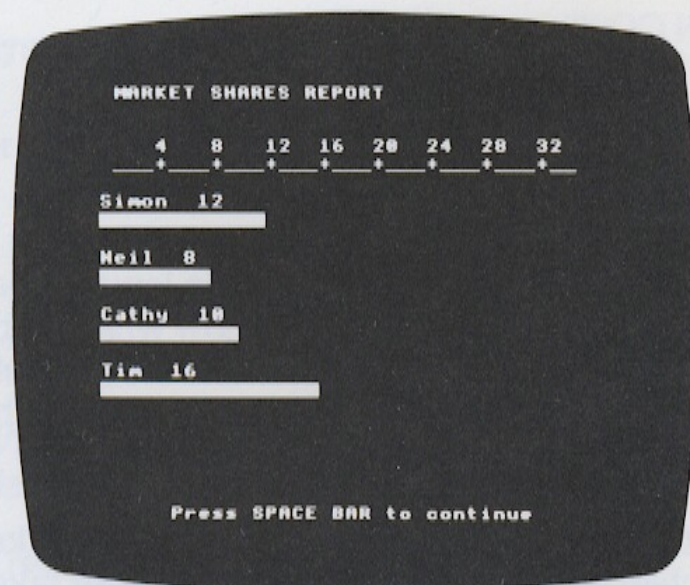 MARKET SHARES REPORT
4 8 12 16 20 24 28 32
Simon 12
Neil 8
Cathy 10
Tim 16
Press SPACE BAR to continue